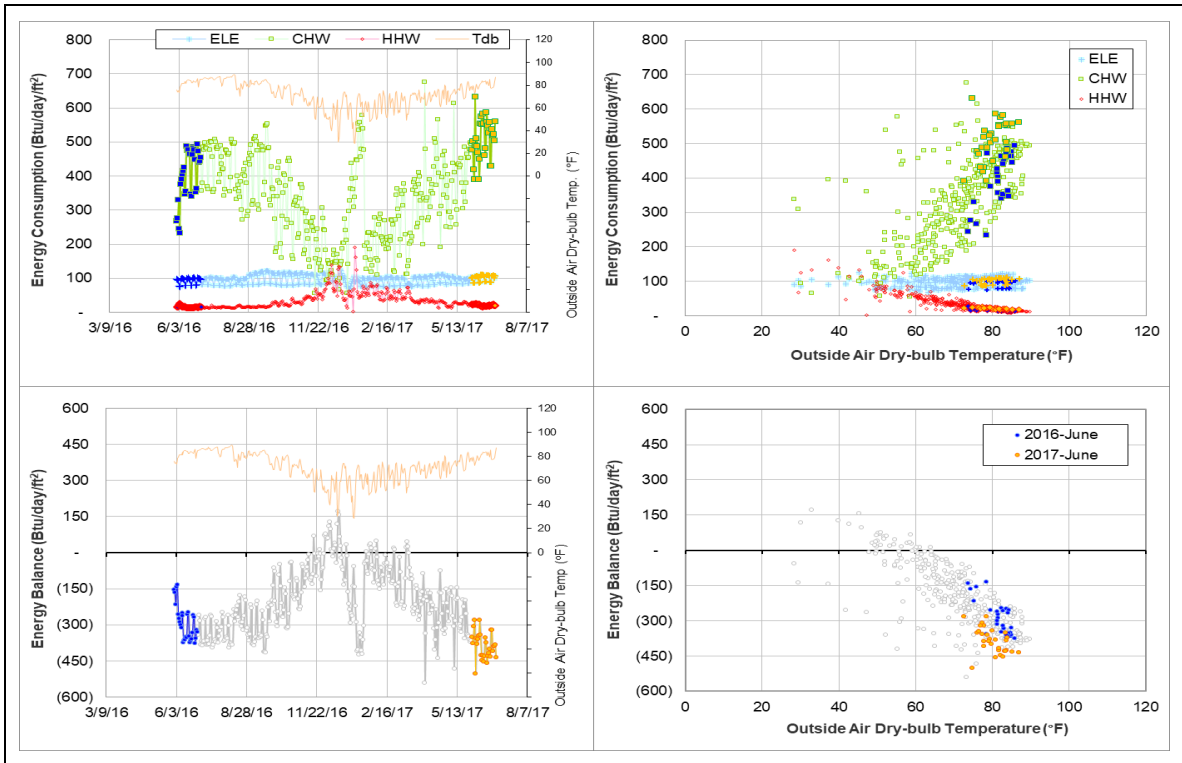 ELE CHW HHW Tdb
800
700
600
500
400
300
200
100
-
Energy Consumption (Btu/day/ft²)
120
100
80
60
40
20
0
Outside Air Dry-bulb Temp. (°F)
3/9/16 6/3/16 8/28/16 11/22/16 2/16/17 5/13/17 8/7/17
800
700
600
500
400
300
200
100
-
Energy Consumption (Btu/day/ft²)
ELE
CHW
HHW
0 20 40 60 80 100 120
Outside Air Dry-bulb Temperature (°F)
600
450
300
150
-
(150)
(300)
(450)
(600)
Energy Balance (Btu/day/ft²)
120
100
80
60
40
20
0
Outside Air Dry-bulb Temp (°F)
3/9/16 6/3/16 8/28/16 11/22/16 2/16/17 5/13/17 8/7/17
600
450
300
150
-
(150)
(300)
(450)
(600)
Energy Balance (Btu/day/ft²)
2016-June
2017-June
0 20 40 60 80 100 120
Outside Air Dry-bulb Temperature (°F)